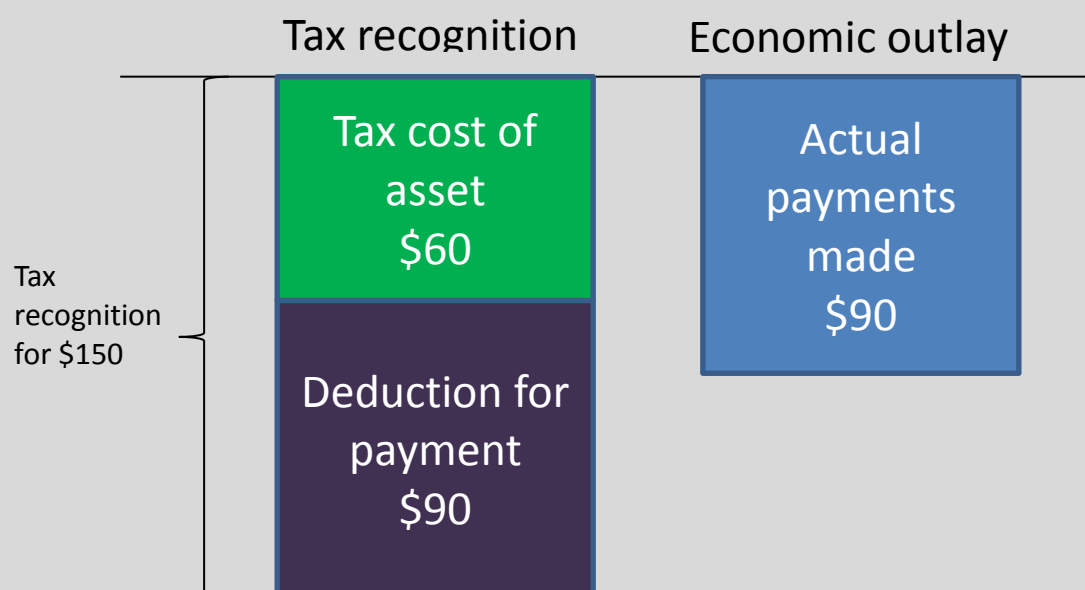 Tax recognition
Economic outlay
Tax cost of
asset
$60
Actual
payments
made
$90
Tax
recognition
for $150
Deduction for
payment
$90